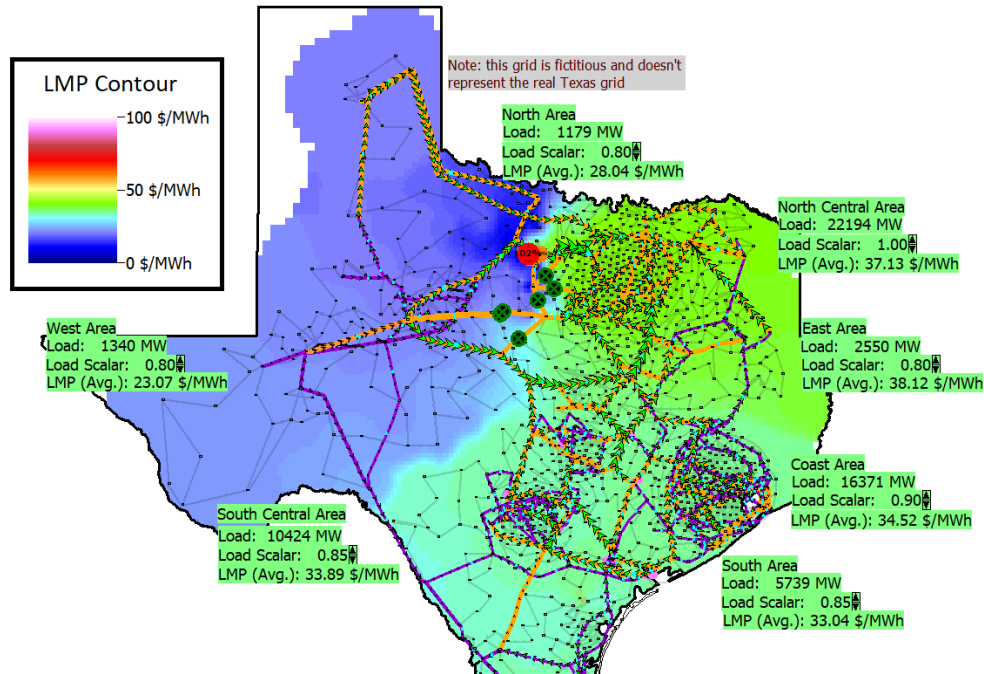 LMP Contour
100 $/MWh
50 $/MWh
0 $/MWh
Note: this grid is fictitious and doesn't
represent the real Texas grid
North Area
Load: 1179 MW
Load Scalar: 0.80
LMP (Avg.): 28.04 $/MWh
North Central Area
Load: 22194 MW
Load Scalar: 1.00
LMP (Avg.): 37.13 $/MWh
West Area
Load: 1340 MW
Load Scalar: 0.80
LMP (Avg.): 23.07 $/MWh
East Area
Load: 2550 MW
Load Scalar: 0.80
LMP (Avg.): 38.12 $/MWh
Coast Area
Load: 16371 MW
Load Scalar: 0.90
LMP (Avg.): 34.52 $/MWh
South Central Area
Load: 10424 MW
Load Scalar: 0.85
LMP (Avg.): 33.89 $/MWh
South Area
Load: 5739 MW
Load Scalar: 0.85
LMP (Avg.): 33.04 $/MWh